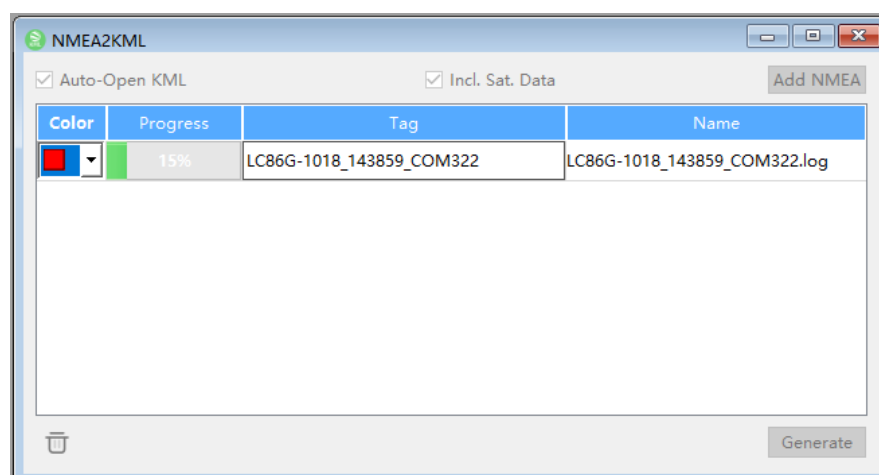 NMEA2KML
Auto-Open KML Incl. Sat. Data Add NMEA
Color Progress Tag Name
15% LC86G-1018_143859_COM322 LC86G-1018_143859_COM322.log
Generate